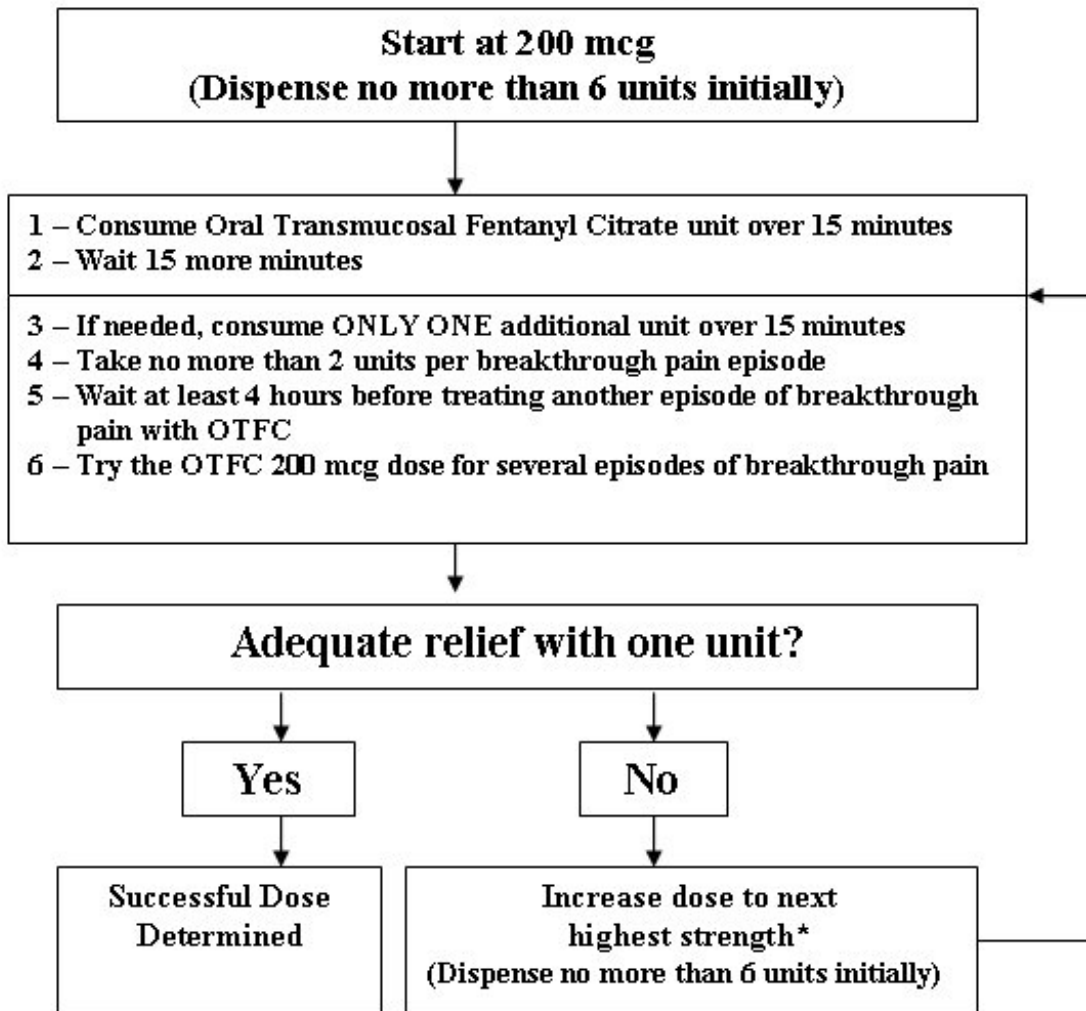 Start at 200 mcg
(Dispense no more than 6 units initially)
1 – Consume Oral Transmucosal Fentanyl Citrate unit over 15 minutes
2 – Wait 15 more minutes
3 – If needed, consume ONLY ONE additional unit over 15 minutes
4 – Take no more than 2 units per breakthrough pain episode
5 – Wait at least 4 hours before treating another episode of breakthrough
pain with OTFC
6 – Try the OTFC 200 mcg dose for several episodes of breakthrough pain
Adequate relief with one unit?
Yes
No
Successful Dose
Determined
Increase dose to next
highest strength*
(Dispense no more than 6 units initially)